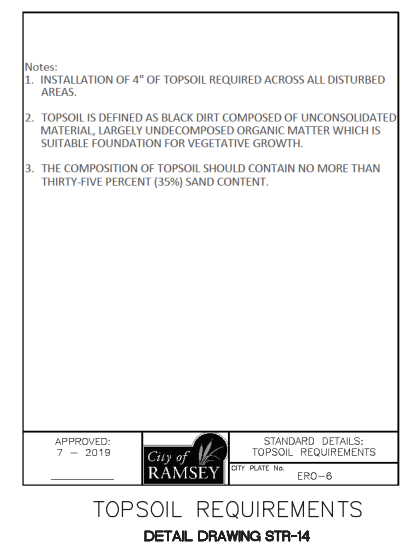 Notes:
1. INSTALLATION OF 4" OF TOPSOIL REQUIRED ACROSS ALL DISTURBED
AREAS.
2. TOPSOIL IS DEFINED AS BLACK DIRT COMPOSED OF UNCONSOLIDATED
MATERIAL, LARGELY UNDECOMPOSED ORGANIC MATTER WHICH IS
SUITABLE FOUNDATION FOR VEGETATIVE GROWTH.
3. THE COMPOSITION OF TOPSOIL SHOULD CONTAIN NO MORE THAN
THIRTY-FIVE PERCENT (35%) SAND CONTENT.
APPROVED:
7 - 2019
City of
RAMSEY
STANDARD DETAILS:
TOPSOIL REQUIREMENTS
CITY PLATE No.
ERO-6
TOPSOIL REQUIREMENTS
DETAIL DRAWING STR-14